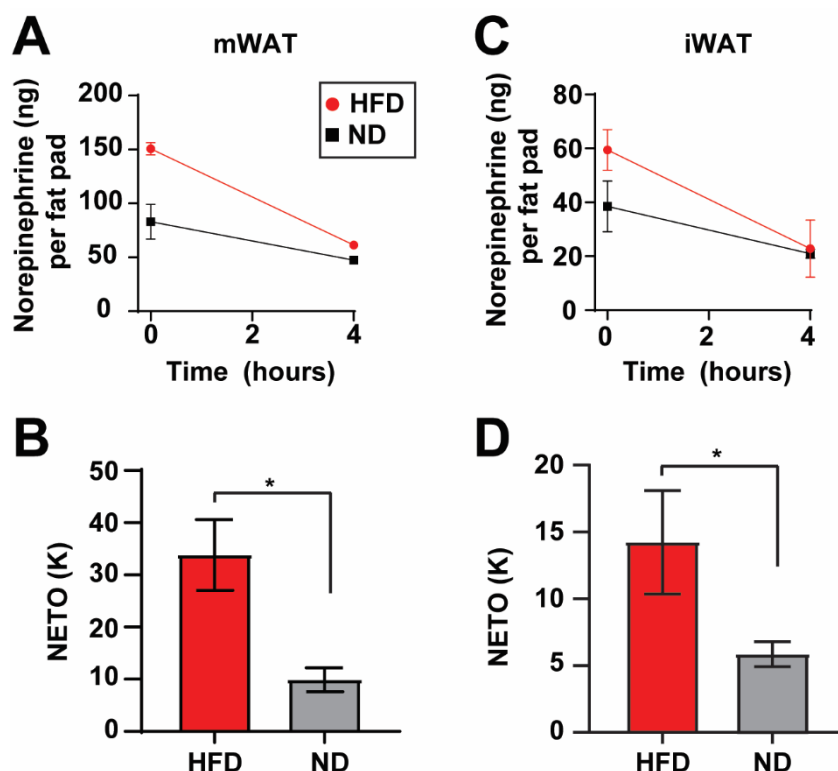 A
mWAT
Norepinephrine (ng)
per fat pad
200
150
100
50
0
0
2
4
Time (hours)
HFD
ND
C
iWAT
Norepinephrine (ng)
per fat pad
80
60
40
20
0
0
2
4
Time (hours)
B
NETO (K)
50
40
30
20
10
0
*
HFD
ND
D
NETO (K)
20
15
10
5
0
*
HFD
ND